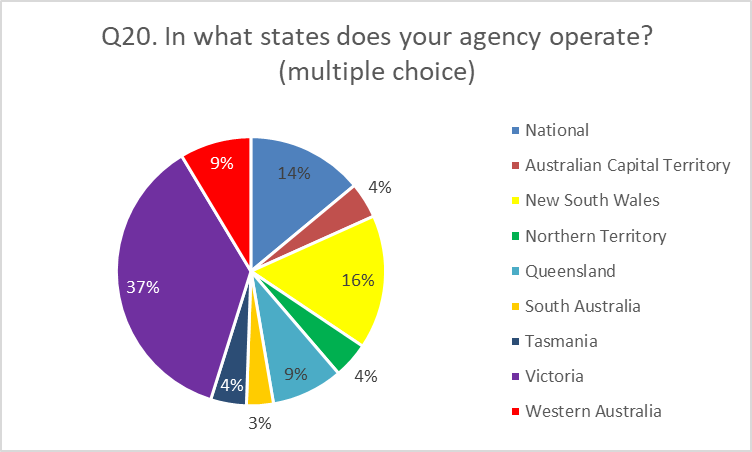 Q20. In what states does your agency operate?
(multiple choice)
14%
4%
16%
4%
9%
3%
4%
37%
9%
National
Australian Capital Territory
New South Wales
Northern Territory
Queensland
South Australia
Tasmania
Victoria
Western Australia